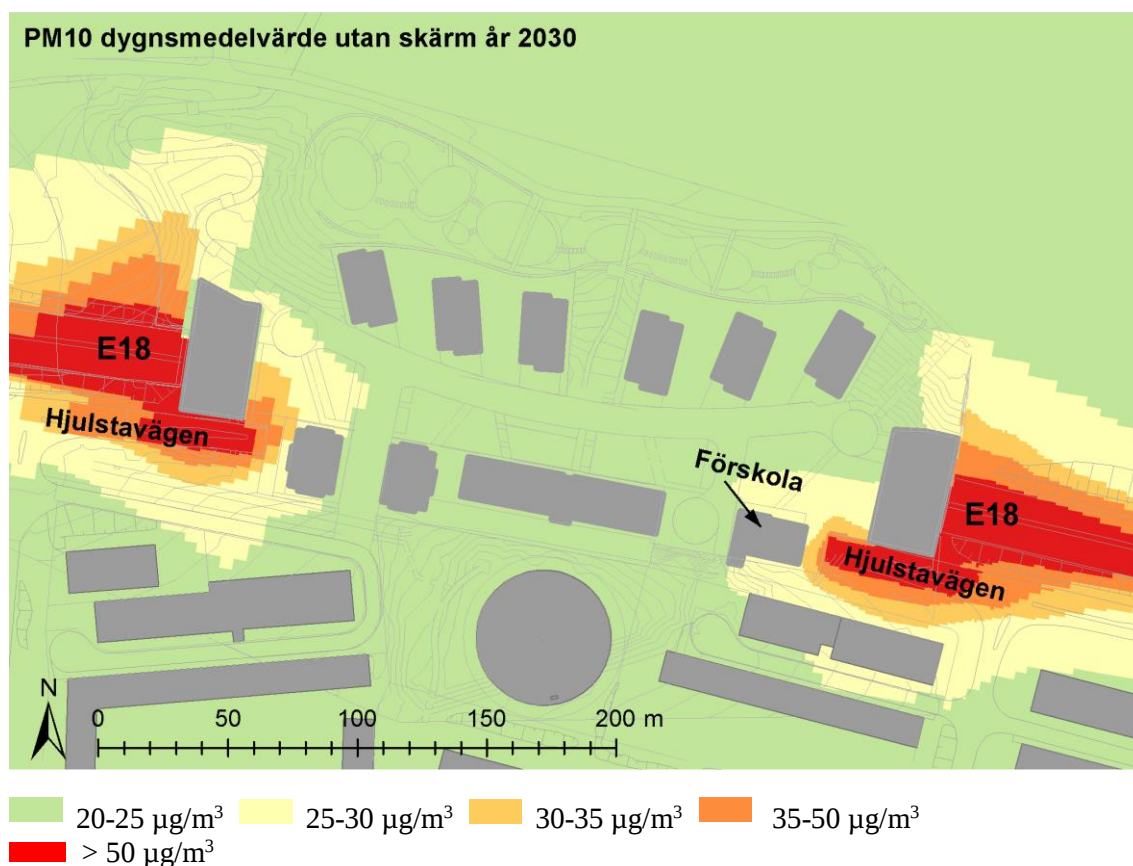 PM10 dygnsmedelvärde utan skärm år 2030
E18
Hjulstavägen
Förskola
E18
Hjulstavägen
N
0 50 100 150 200 m
20-25 µg/m³ 25-30 µg/m³ 30-35 µg/m³ 35-50 µg/m³
> 50 µg/m³